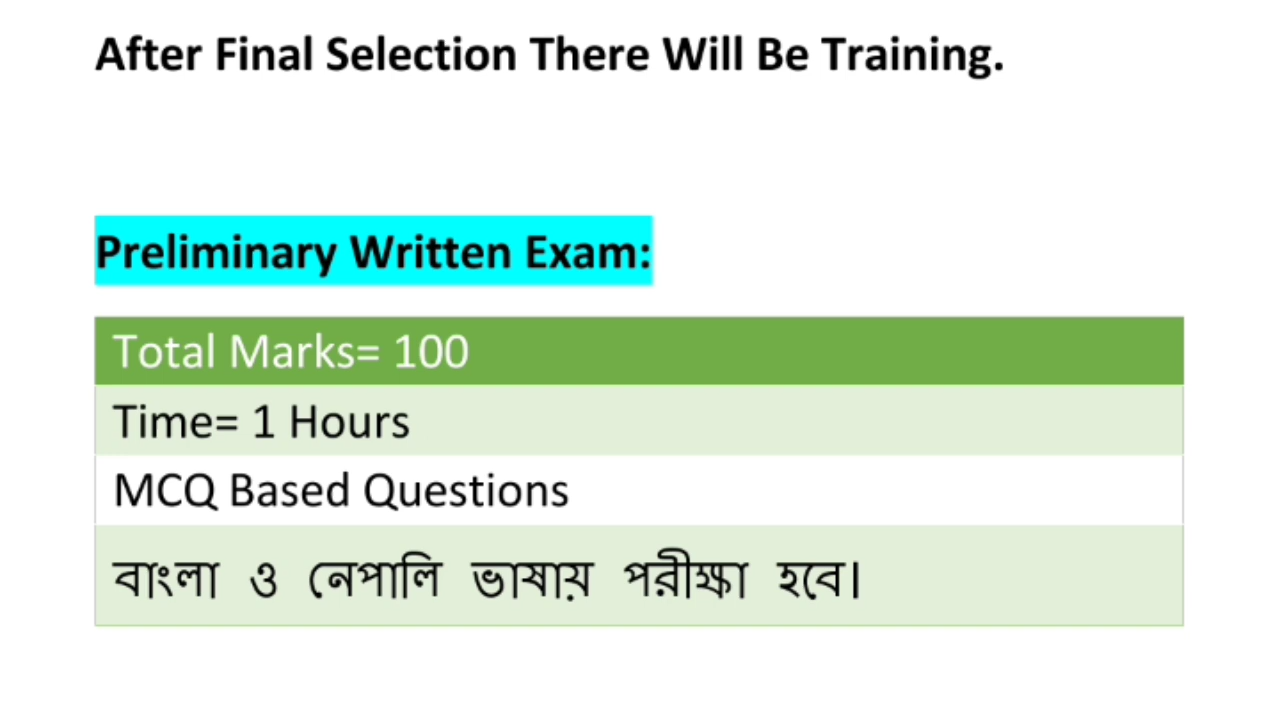 After Final Selection There Will Be Training.
Preliminary Written Exam:
Total Marks= 100
Time= 1 Hours
MCQ Based Questions
বাংলা ও নেপালি ভাষায় পরীক্ষা হবে।